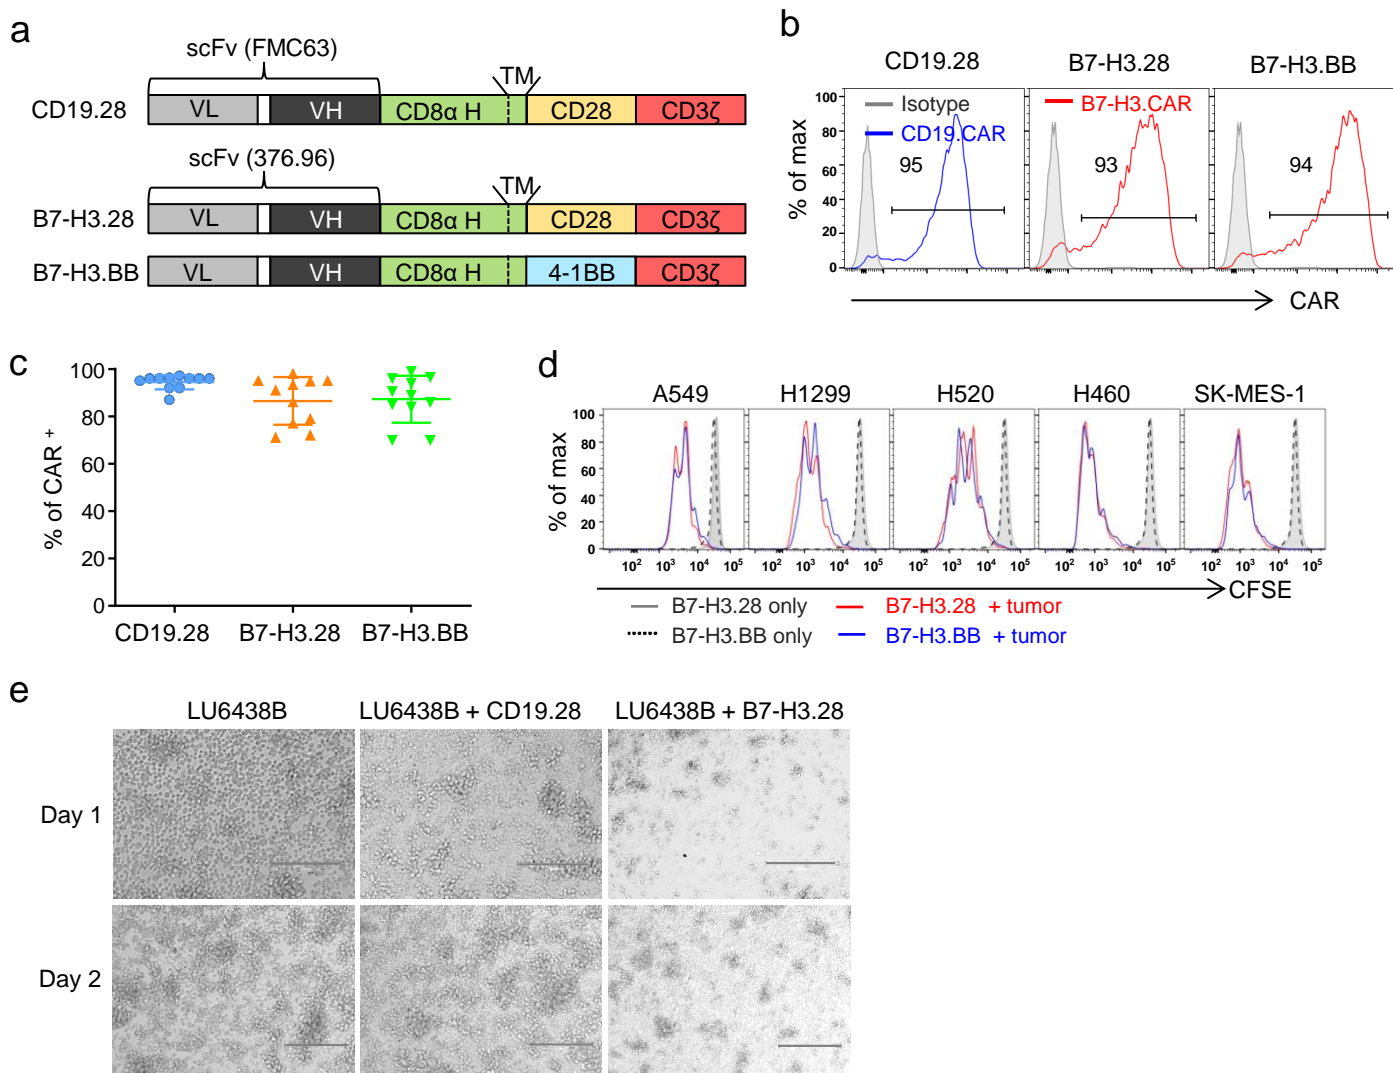 a
scFv (FMC63)
TM
CD19.28
VL VH CD8α H CD28 CD3ζ
scFv (376.96)
TM
B7-H3.28
VL VH CD8α H CD28 CD3ζ
B7-H3.BB
VL VH CD8α H 4-1BB CD3ζ
b
CD19.28 B7-H3.28 B7-H3.BB
% of max
100
80
60
40
20
0
Isotype
CD19.CAR
B7-H3.CAR
95
93
94
CAR
c
% of CAR +
100
80
60
40
20
0
CD19.28 B7-H3.28 B7-H3.BB
d
A549 H1299 H520 H460 SK-MES-1
% of max
100
80
60
40
20
0
10² 10³ 10⁴ 10⁵ 10² 10³ 10⁴ 10⁵ 10² 10³ 10⁴ 10⁵ 10² 10³ 10⁴ 10⁵ 10² 10³ 10⁴ 10⁵
CFSE
B7-H3.28 only B7-H3.28 + tumor
B7-H3.BB only B7-H3.BB + tumor
e
LU6438B LU6438B + CD19.28 LU6438B + B7-H3.28
Day 1
Day 2